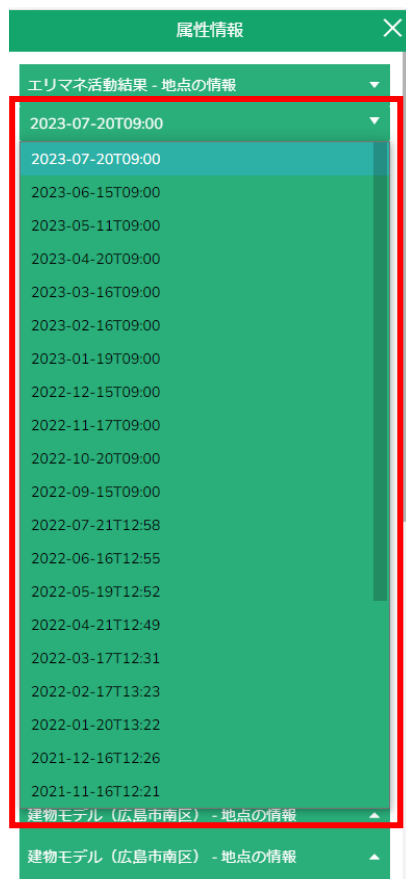 属性情報
エリマネ活動結果 - 地点の情報
2023-07-20T09:00
2023-07-20T09:00
2023-06-15T09:00
2023-05-11T09:00
2023-04-20T09:00
2023-03-16T09:00
2023-02-16T09:00
2023-01-19T09:00
2022-12-15T09:00
2022-11-17T09:00
2022-10-20T09:00
2022-09-15T09:00
2022-07-21T12:58
2022-06-16T12:55
2022-05-19T12:52
2022-04-21T12:49
2022-03-17T12:31
2022-02-17T13:23
2022-01-20T13:22
2021-12-16T12:26
2021-11-16T12:21
建物モデル（広島市南区） - 地点の情報
建物モデル（広島市南区） - 地点の情報